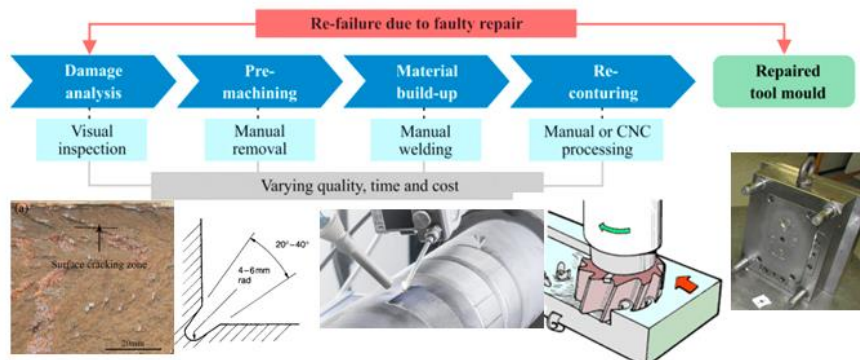 Re-failure due to faulty repair
Damage
analysis
Pre-
machining
Material
build-up
Re-
conturing
Repaired
tool mould
Visual
inspection
Manual
removal
Manual
welding
Manual or CNC
processing
Varying quality, time and cost
(a)
Surface cracking zone
20mm
20°–40°
4–6mm
rad